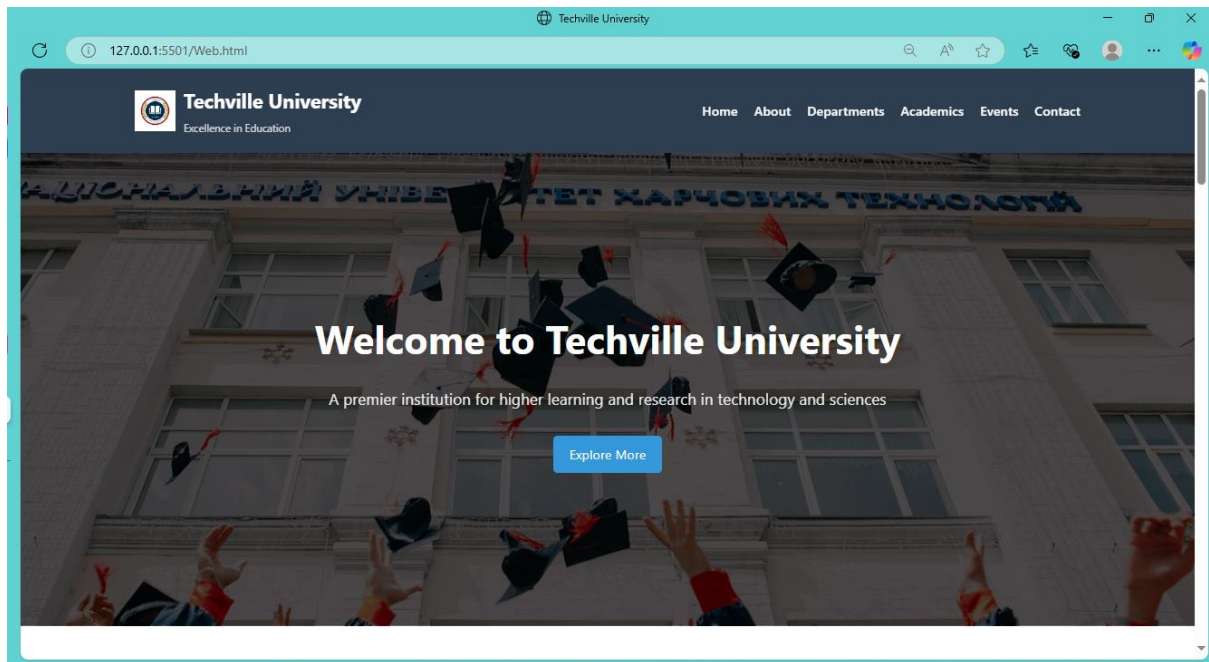 Techville University
127.0.0.1:5501/Web.html
Techville University
Excellence in Education
Home About Departments Academics Events Contact
ТЕТ ХАРЧОВИХ ТЕХНОЛОГІЙ
Welcome to Techville University
A premier institution for higher learning and research in technology and sciences
Explore More